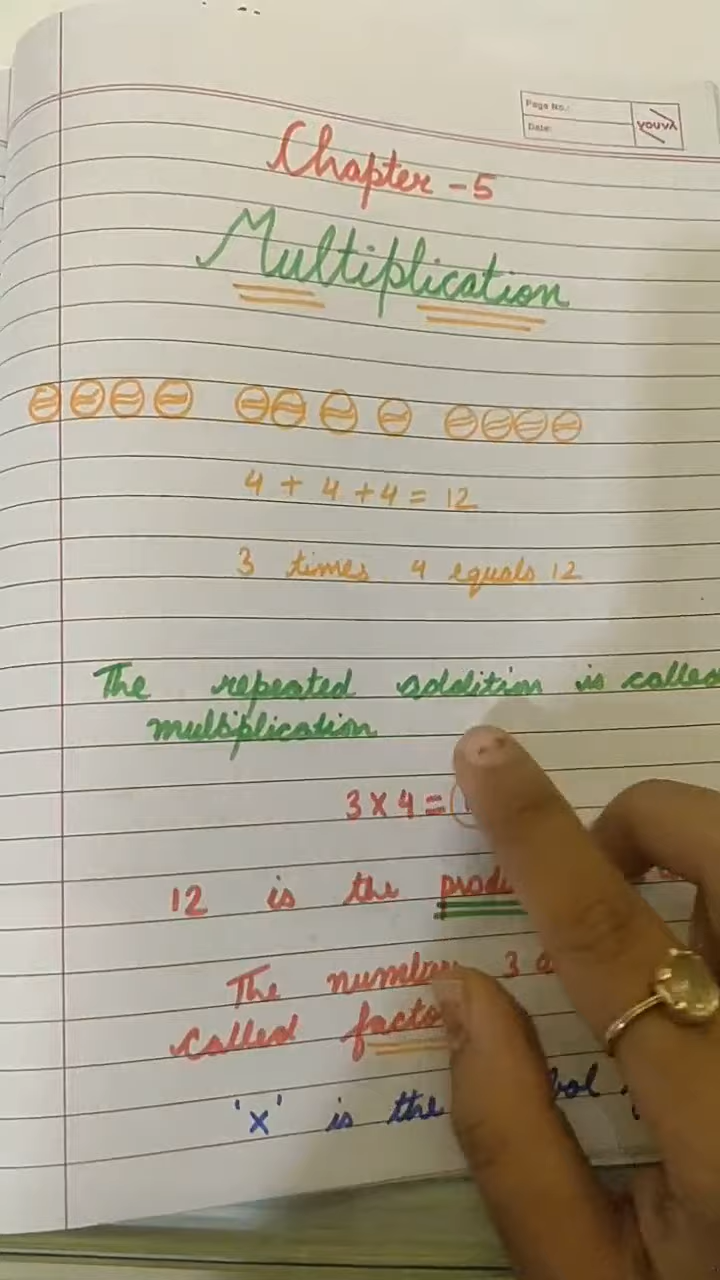 Page No.:
Date:
youva
Chapter - 5
Multiplication
4 + 4 + 4 = 12
3 times 4 equals 12
The repeated addition is called
multiplication
3 × 4 =
12 is the
The numbers 3
called
'x' is the